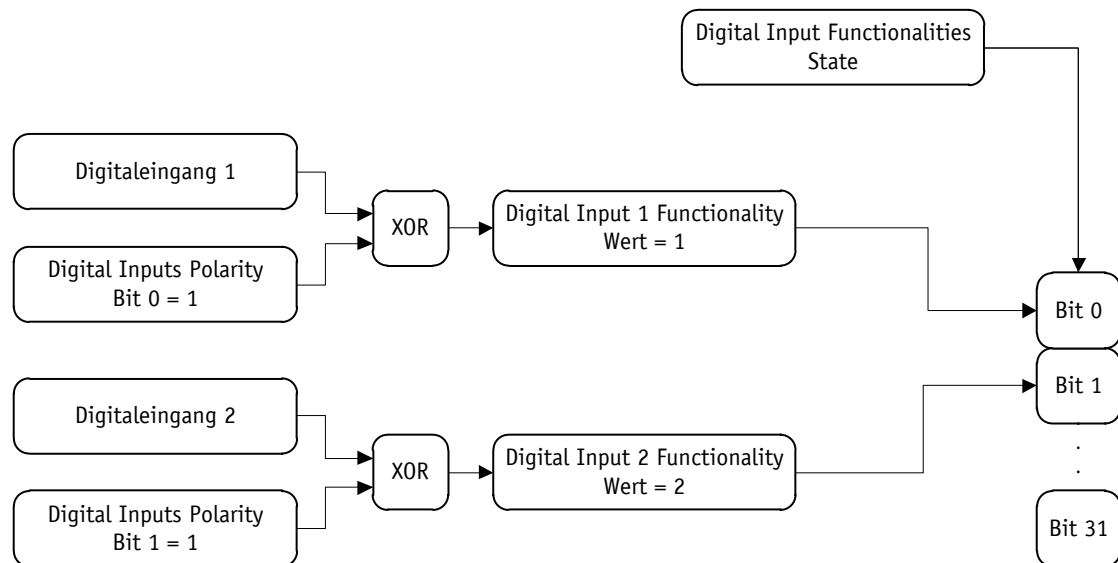 Digital Input Functionalities
State
Digitaleingang 1
Digital Inputs Polarity
Bit 0 = 1
XOR
Digital Input 1 Functionality
Wert = 1
Bit 0
Bit 1
Digitaleingang 2
Digital Inputs Polarity
Bit 1 = 1
XOR
Digital Input 2 Functionality
Wert = 2
.
.
Bit 31